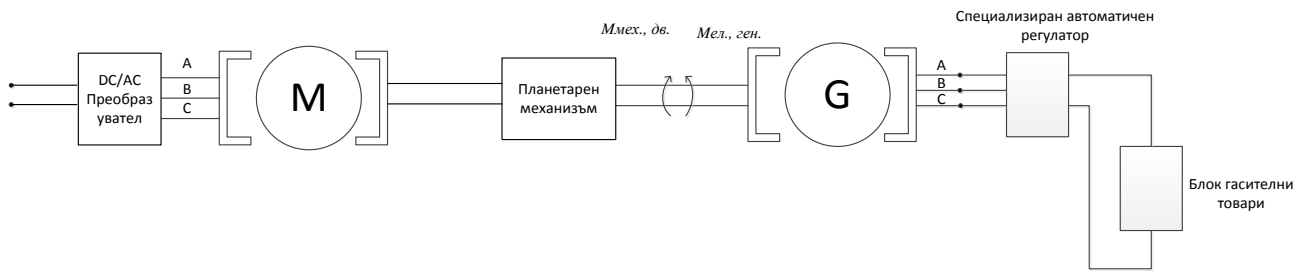 Специализиран автоматичен
регулатор
Ммех., дв.
Мел., ген.
DC/AC
Преобраз
увател
A
B
C
M
Планетарен
механизъм
G
A
B
C
Блок гасителни
товари